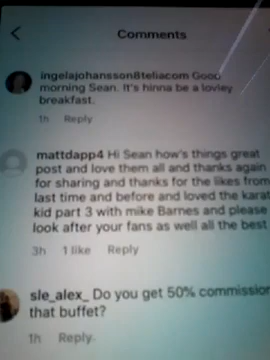 Comments
ingelajohansson8teliacom Good
morning Sean. It's hinna be a lovley
breakfast.
1h Reply
mattdapp4 Hi Sean how's things great
post and love them all and thanks again
for sharing and thanks for the likes from
last time and before and loved the karat
kid part 3 with mike Barnes and please
look after your fans as well all the best
3h 1 like Reply
sle_alex_ Do you get 50% commission
that buffet?
1h Reply